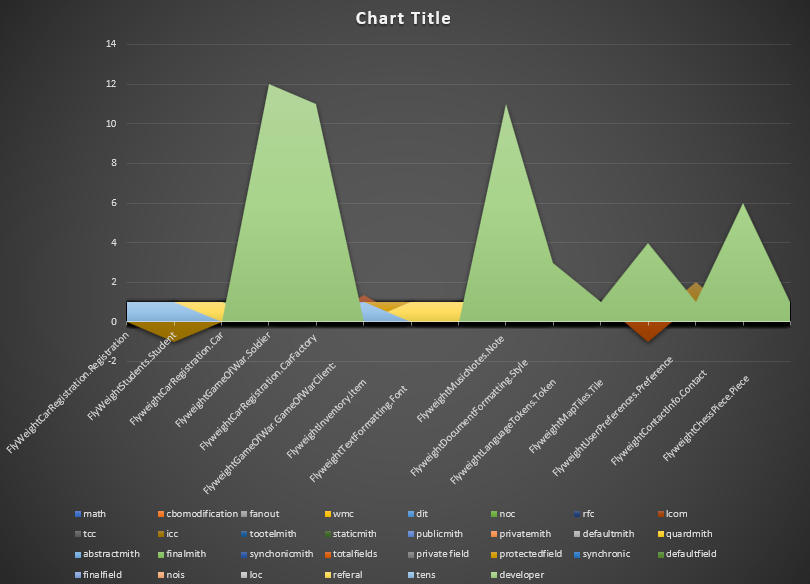 Chart Title
14
12
10
8
6
4
2
0
-2
FlyWeightCarRegistration.Registration
FlyWeightStudents.Student
FlyweightCarRegistration.Car
FlyweightGameOfWar.Soldier
FlyweightCarRegistration.CarFactory
FlyweightGameOfWar.GameOfWarClient:
FlyweightInventory.Item
FlyweightTextFormatting.Font
FlyweightMusicNotes.Note
FlyweightDocumentFormatting.Style
FlyweightLanguageTokens.Token
FlyweightMapTiles.Tile
FlyweightUserPreferences.Preference
FlyweightContactInfo.Contact
FlyweightChessPiece.Piece
math cbomodification fanout wmc dit noc rfc lcom
tcc icc tootelmith staticmith publicmith privatemith defaultmith quardmith
abstractmith finalmith synchonicmith totalfields private field protectedfield synchronic defaultfield
finalfield nois loc referal tens developer